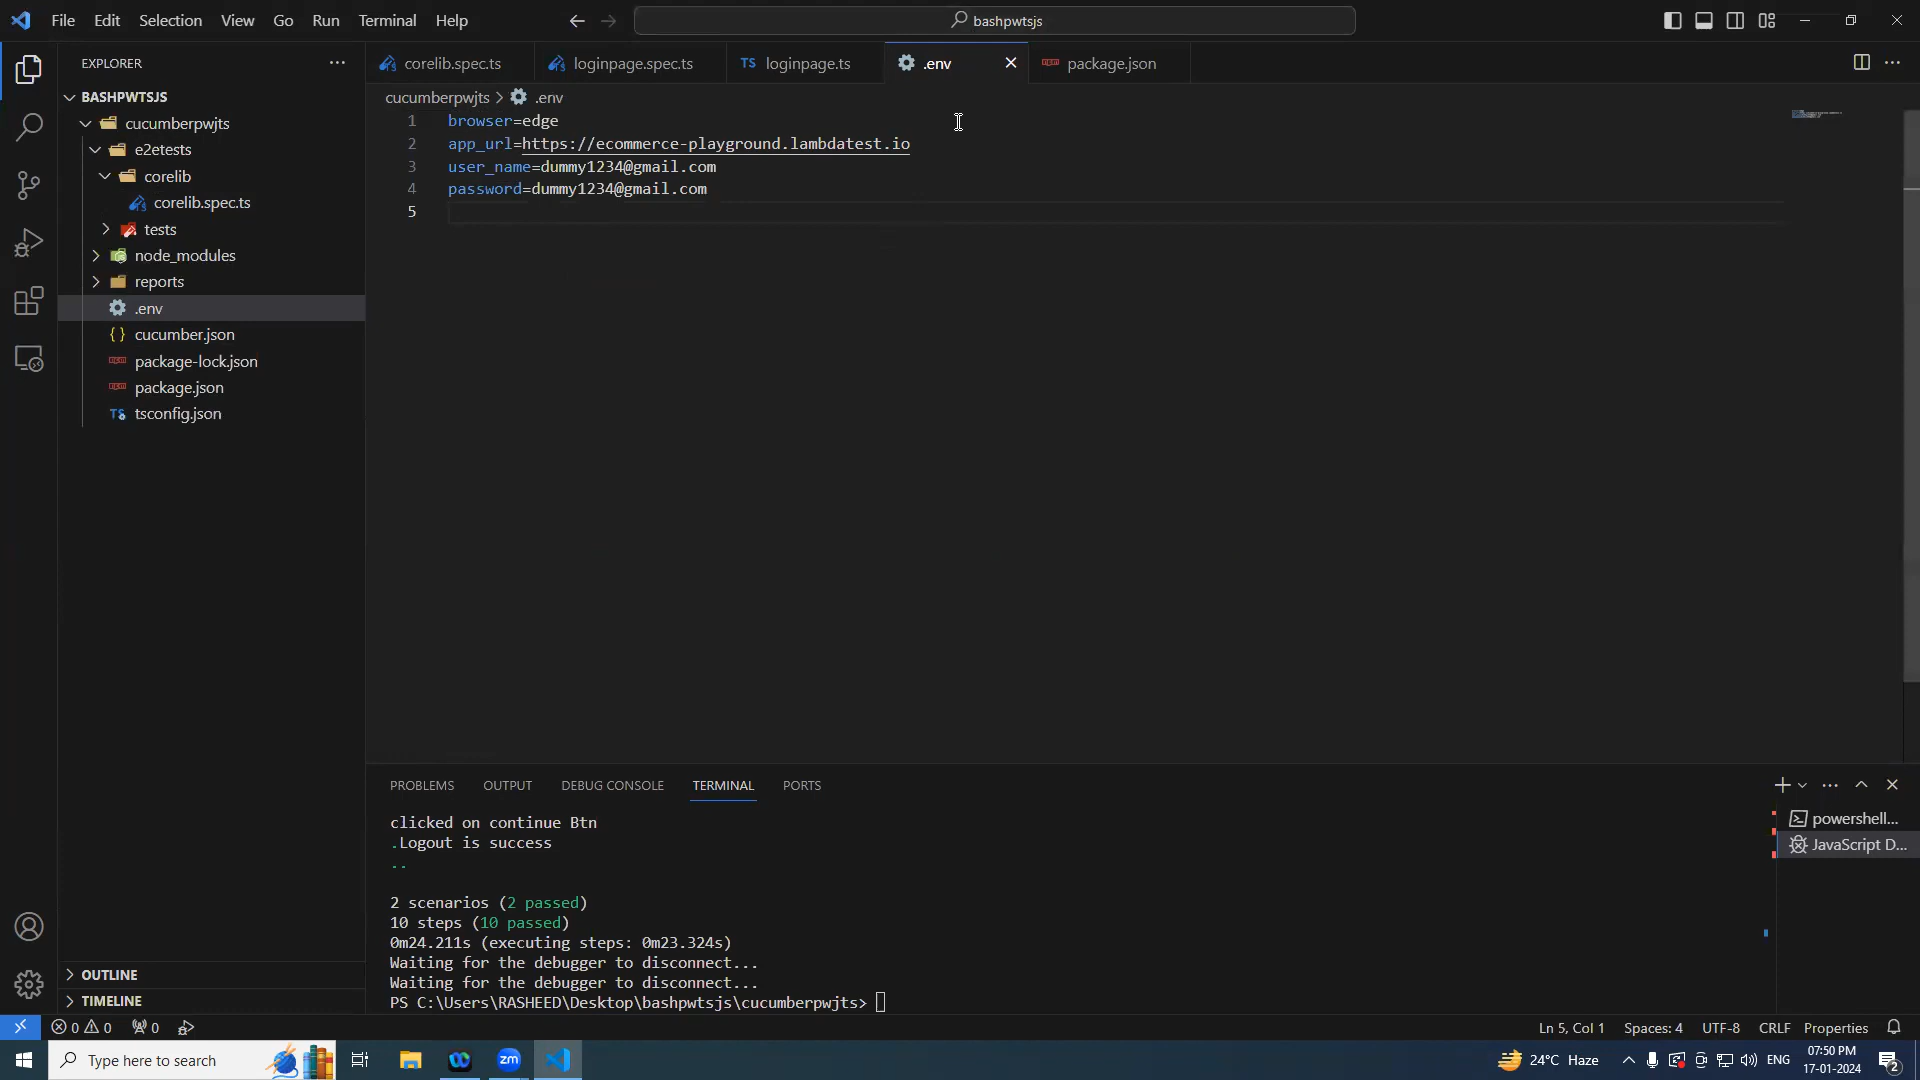 File Edit Selection View Go Run Terminal Help
bashpwtsjs
EXPLORER
BASHPWTSJS
cucumberpwjts
e2etests
corelib
corelib.spec.ts
tests
node_modules
reports
.env
cucumber.json
package-lock.json
package.json
TS tsconfig.json
OUTLINE
TIMELINE
corelib.spec.ts loginpage.spec.ts TS loginpage.ts .env package.json
cucumberpwjts > .env
1 browser=edge
2 app_url=https://ecommerce-playground.lambdatest.io
3 user_name=dummy1234@gmail.com
4 password=dummy1234@gmail.com
5
PROBLEMS OUTPUT DEBUG CONSOLE TERMINAL PORTS
clicked on continue Btn
.Logout is success
--
2 scenarios (2 passed)
10 steps (10 passed)
0m24.211s (executing steps: 0m23.324s)
Waiting for the debugger to disconnect...
Waiting for the debugger to disconnect...
PS C:\Users\RASHEED\Desktop\bashpwtsjs\cucumberpwjts>
powershell...
JavaScript D...
0 0 0 Ln 5, Col 1 Spaces: 4 UTF-8 CRLF Properties
Type here to search zm 24°C Haze ENG 07:50 PM
17-01-2024 2